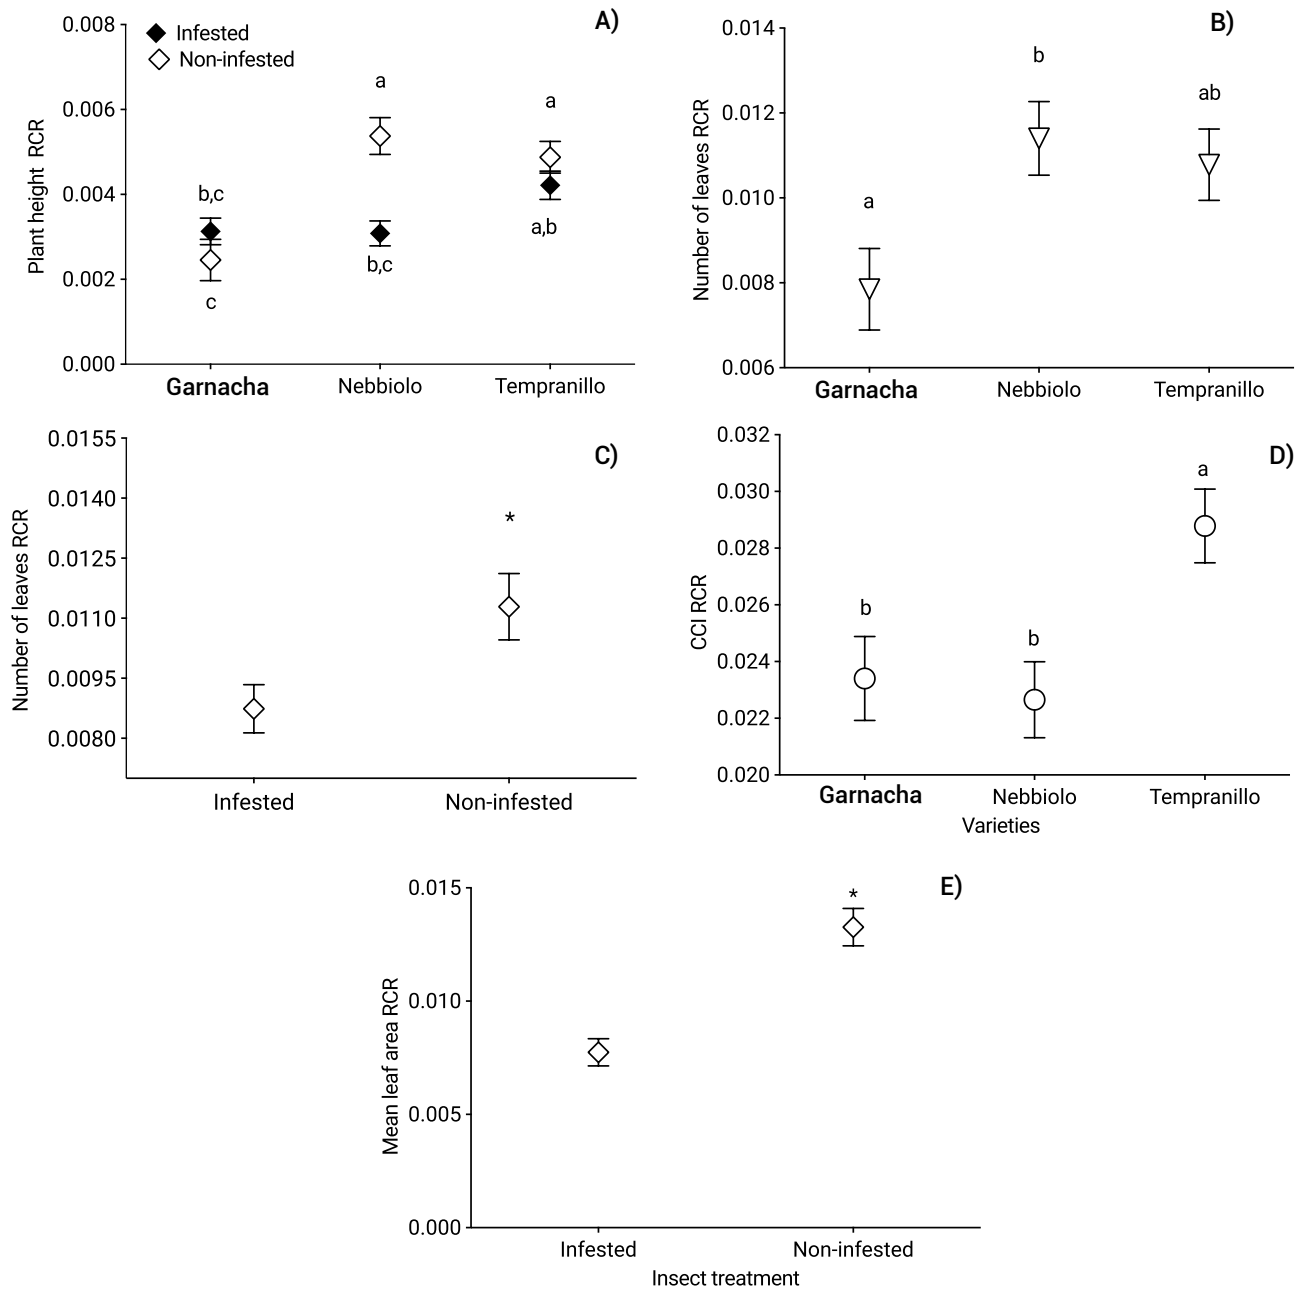 A)
0.008
Infested
Non-infested
0.006
0.004
0.002
0.000
Plant height RCR
a
a
b,c
a,b
b,c
c
Garnacha
Nebbiolo
Tempranillo
B)
0.014
0.012
0.010
0.008
0.006
Number of leaves RCR
b
ab
a
Garnacha
Nebbiolo
Tempranillo
C)
0.0155
0.0140
0.0125
0.0110
0.0095
0.0080
Number of leaves RCR
*
Infested
Non-infested
D)
0.032
0.030
0.028
0.026
0.024
0.022
0.020
CCI RCR
a
b
b
Garnacha
Nebbiolo
Tempranillo
Varieties
E)
0.015
0.010
0.005
0.000
Mean leaf area RCR
*
Infested
Non-infested
Insect treatment